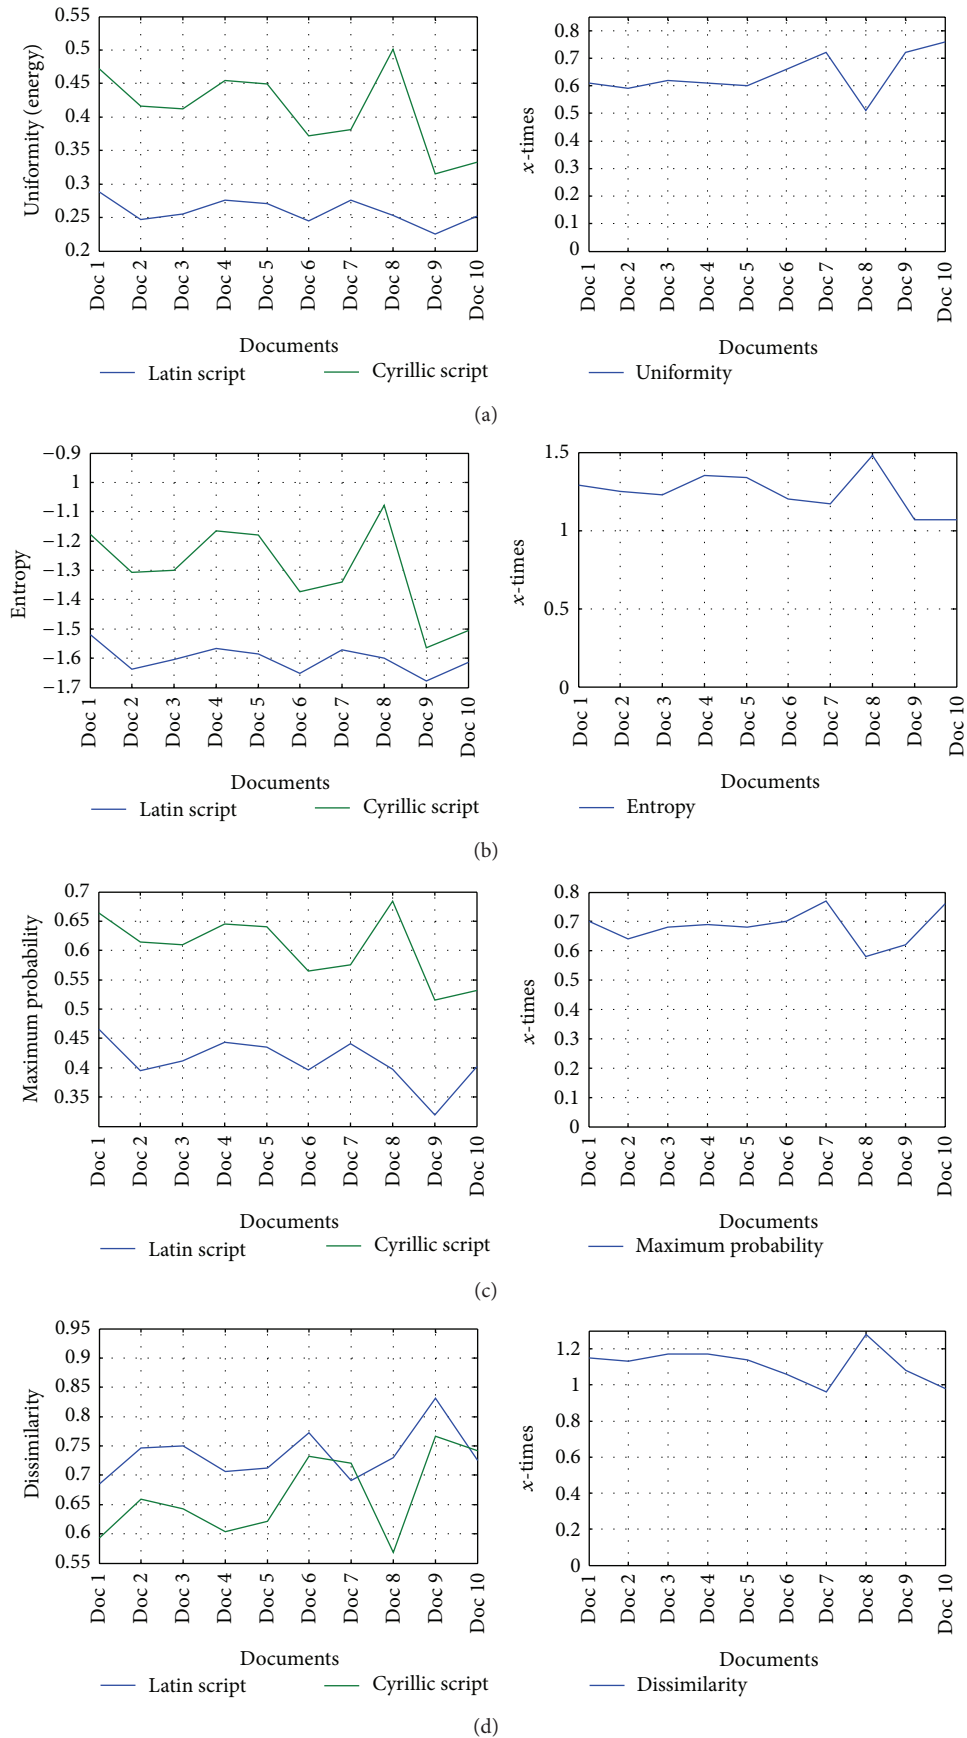 0.55
0.5
0.45
0.4
0.35
0.3
0.25
0.2
Uniformity (energy)
Doc 1
Doc 2
Doc 3
Doc 4
Doc 5
Doc 6
Doc 7
Doc 8
Doc 9
Doc 10
Documents
Latin script
Cyrillic script
0.8
0.7
0.6
0.5
0.4
0.3
0.2
0.1
0
x-times
Doc 1
Doc 2
Doc 3
Doc 4
Doc 5
Doc 6
Doc 7
Doc 8
Doc 9
Doc 10
Documents
Uniformity
(a)
−0.9
1
−1.1
−1.2
−1.3
−1.4
−1.5
−1.6
−1.7
Entropy
Doc 1
Doc 2
Doc 3
Doc 4
Doc 5
Doc 6
Doc 7
Doc 8
Doc 9
Doc 10
Documents
Latin script
Cyrillic script
1.5
1
0.5
0
x-times
Doc 1
Doc 2
Doc 3
Doc 4
Doc 5
Doc 6
Doc 7
Doc 8
Doc 9
Doc 10
Documents
Entropy
(b)
0.7
0.65
0.6
0.55
0.5
0.45
0.4
0.35
Maximum probability
Doc 1
Doc 2
Doc 3
Doc 4
Doc 5
Doc 6
Doc 7
Doc 8
Doc 9
Doc 10
Documents
Latin script
Cyrillic script
0.8
0.7
0.6
0.5
0.4
0.3
0.2
0.1
0
x-times
Doc 1
Doc 2
Doc 3
Doc 4
Doc 5
Doc 6
Doc 7
Doc 8
Doc 9
Doc 10
Documents
Maximum probability
(c)
0.95
0.9
0.85
0.8
0.75
0.7
0.65
0.6
0.55
Dissimilarity
Doc 1
Doc 2
Doc 3
Doc 4
Doc 5
Doc 6
Doc 7
Doc 8
Doc 9
Doc 10
Documents
Latin script
Cyrillic script
1.2
1
0.8
0.6
0.4
0.2
0
x-times
Doc 1
Doc 2
Doc 3
Doc 4
Doc 5
Doc 6
Doc 7
Doc 8
Doc 9
Doc 10
Documents
Dissimilarity
(d)